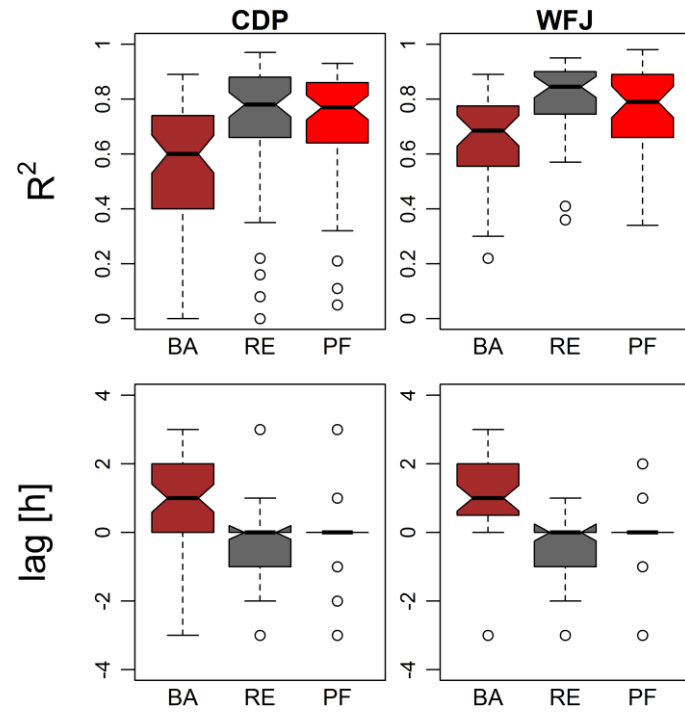 CDP WFJ
R²
1 1
0.8 0.8
0.6 0.6
0.4 0.4
0.2 0.2
0 0
BA RE PF BA RE PF
lag [h]
4 4
2 2
0 0
-2 -2
-4 -4
BA RE PF BA RE PF